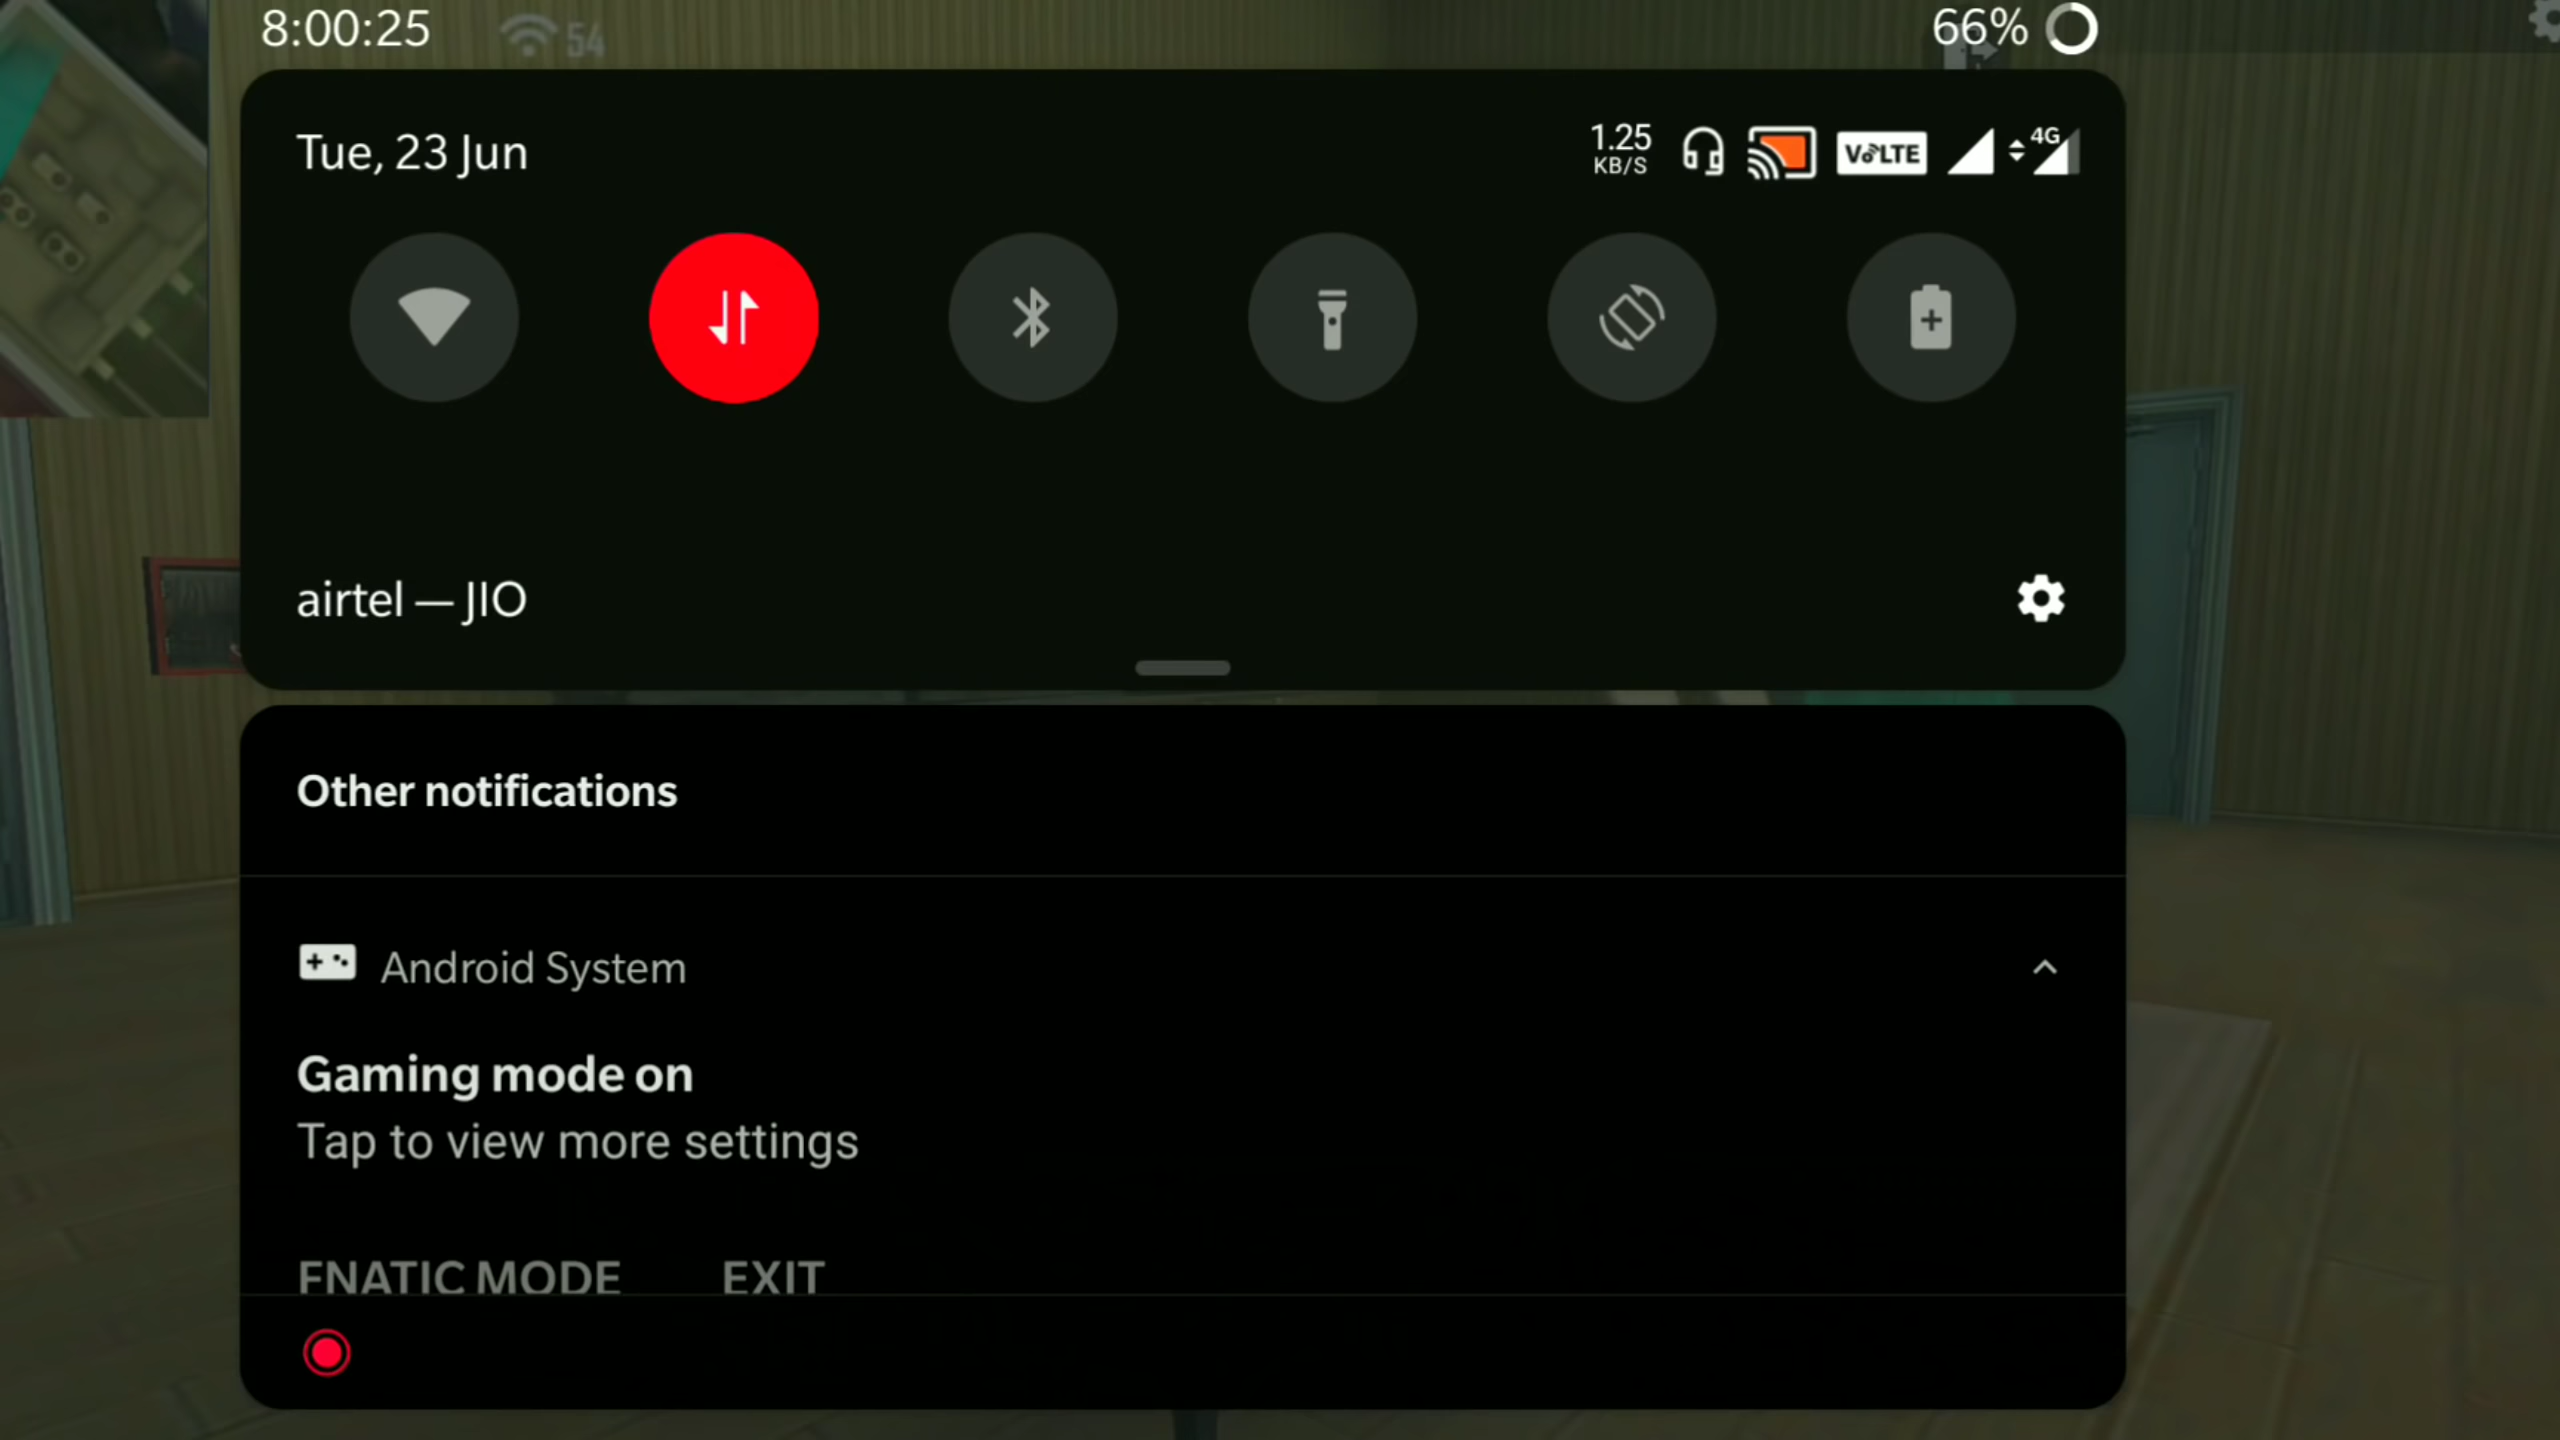 8:00:25
54
66%
Tue, 23 Jun
1.25
KB/S
VoLTE
4G
airtel — JIO
Other notifications
Android System
Gaming mode on
Tap to view more settings
FNATIC MODE EXIT